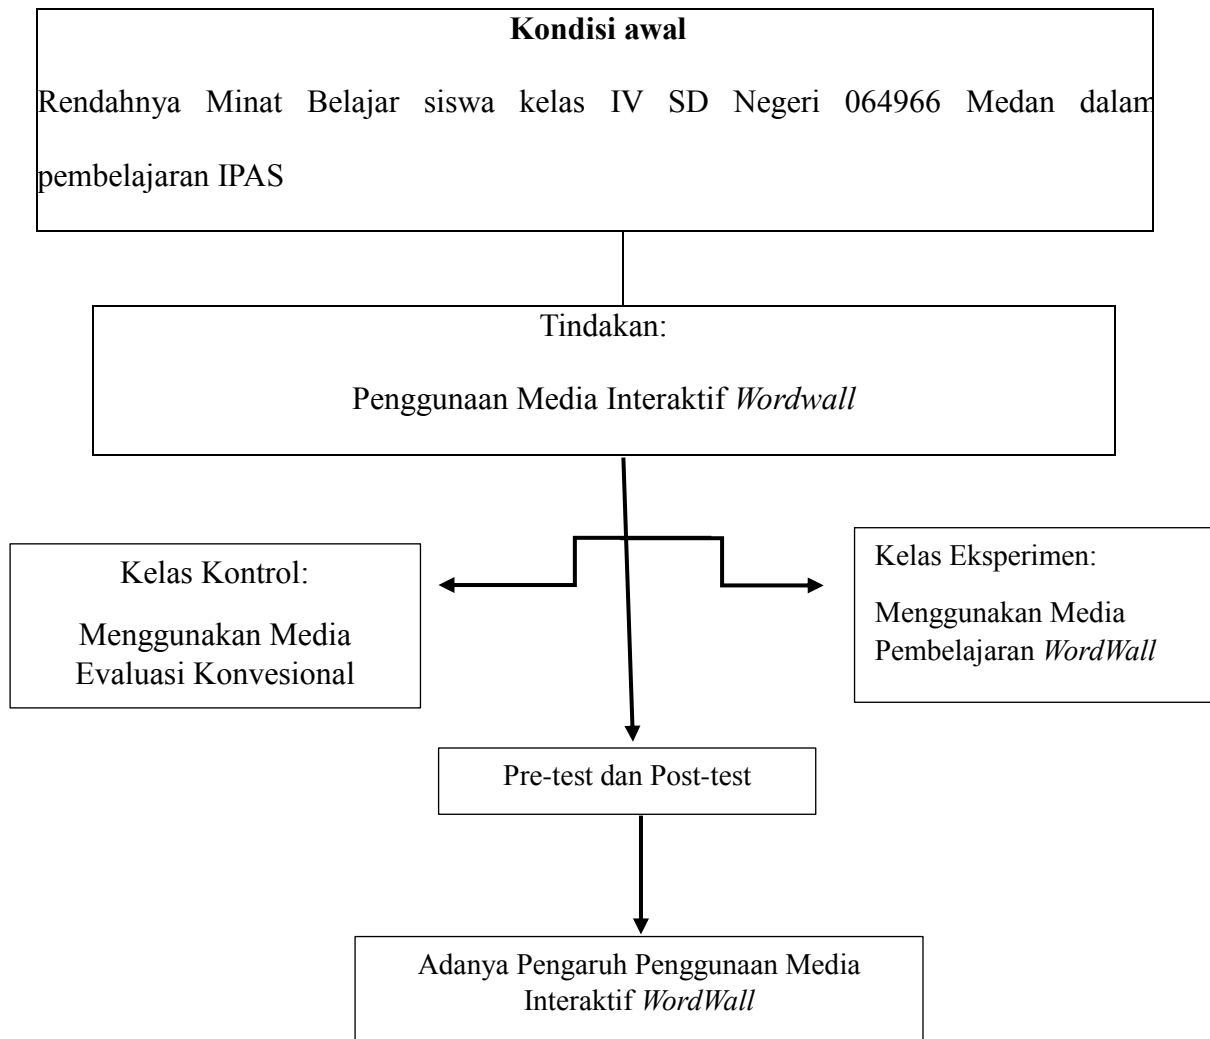 Kondisi awal
Rendahnya Minat Belajar siswa kelas IV SD Negeri 064966 Medan dalam
pembelajaran IPAS
Tindakan:
Penggunaan Media Interaktif Wordwall
Kelas Kontrol:
Menggunakan Media
Evaluasi Konvesional
Kelas Eksperimen:
Menggunakan Media
Pembelajaran WordWall
Pre-test dan Post-test
Adanya Pengaruh Penggunaan Media
Interaktif WordWall